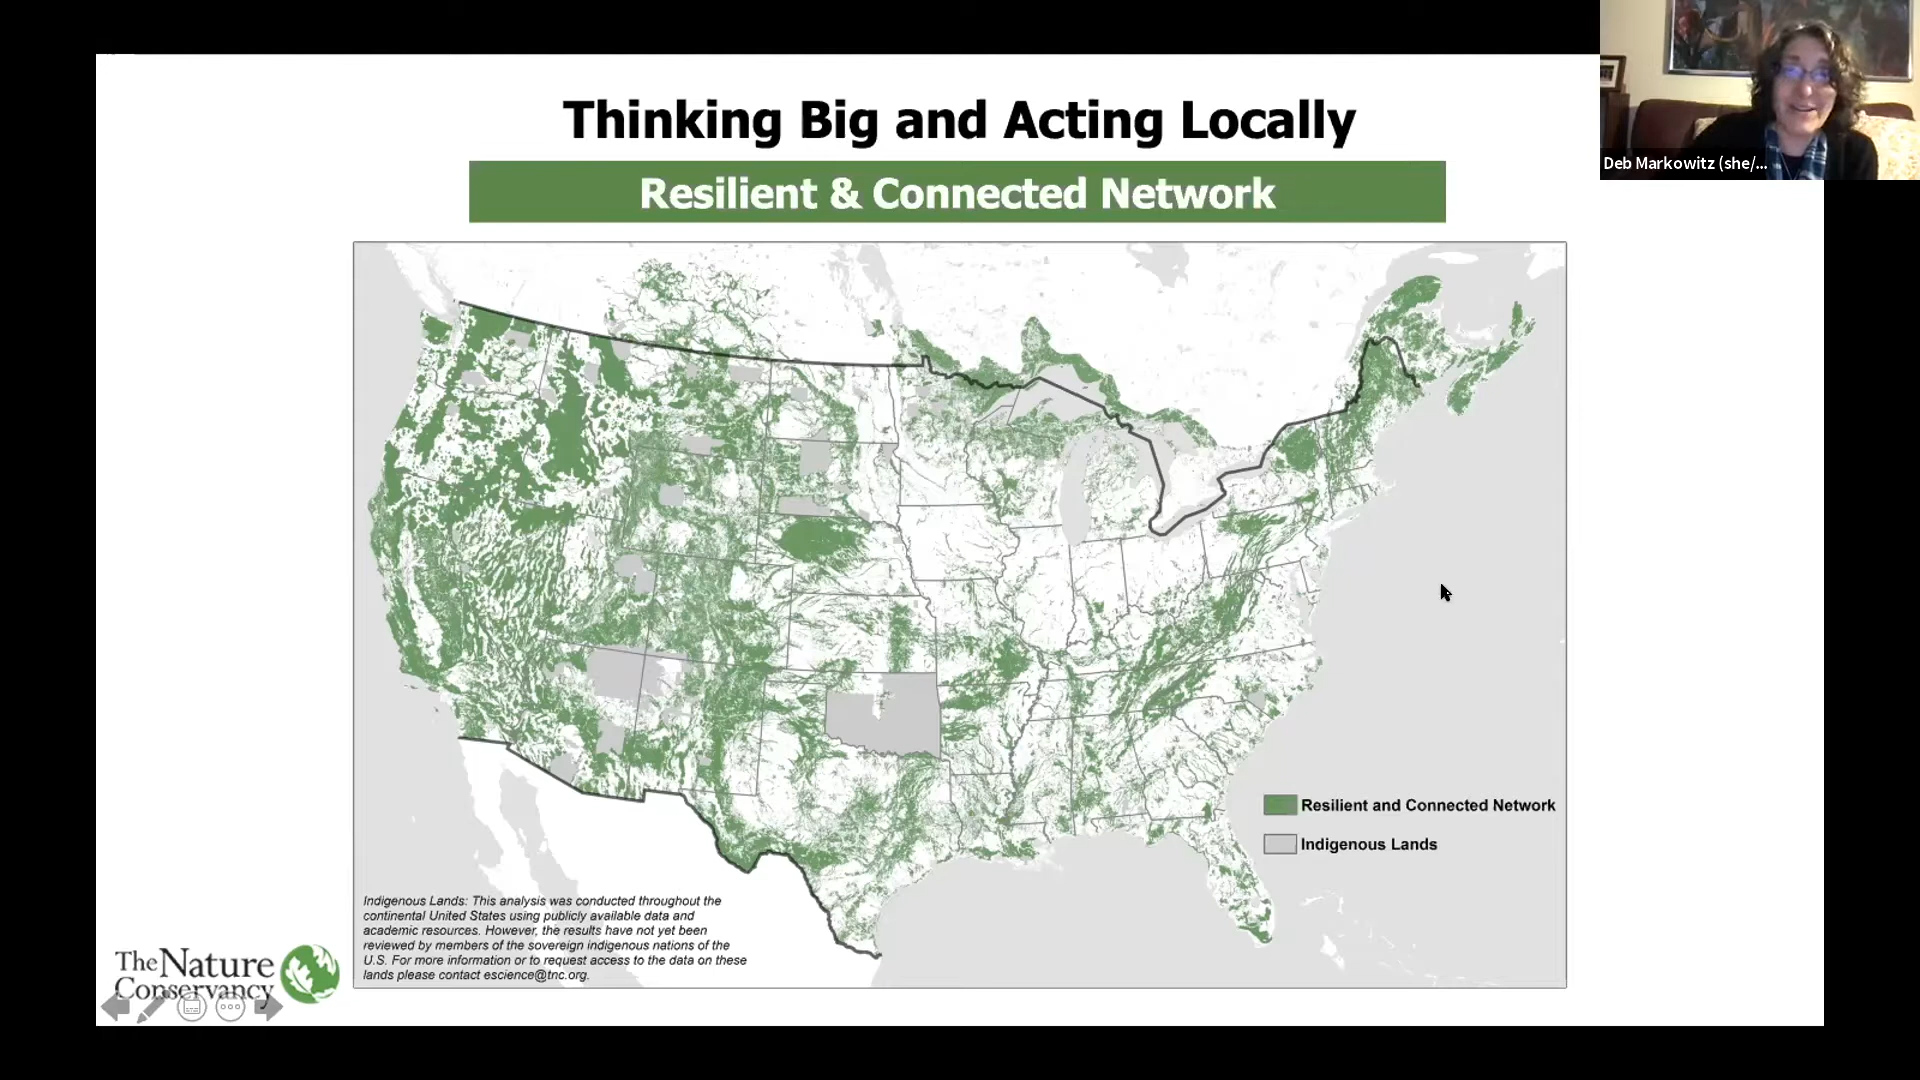 Thinking Big and Acting Locally
Resilient & Connected Network
Deb Markowitz (she/...
Resilient and Connected Network
Indigenous Lands
Indigenous Lands: This analysis was conducted throughout the
continental United States using publicly available data and
academic resources. However, the results have not yet been
reviewed by members of the sovereign indigenous nations of the
U.S. For more information or to request access to the data on these
lands please contact escience@tnc.org.
The Nature
Conservancy